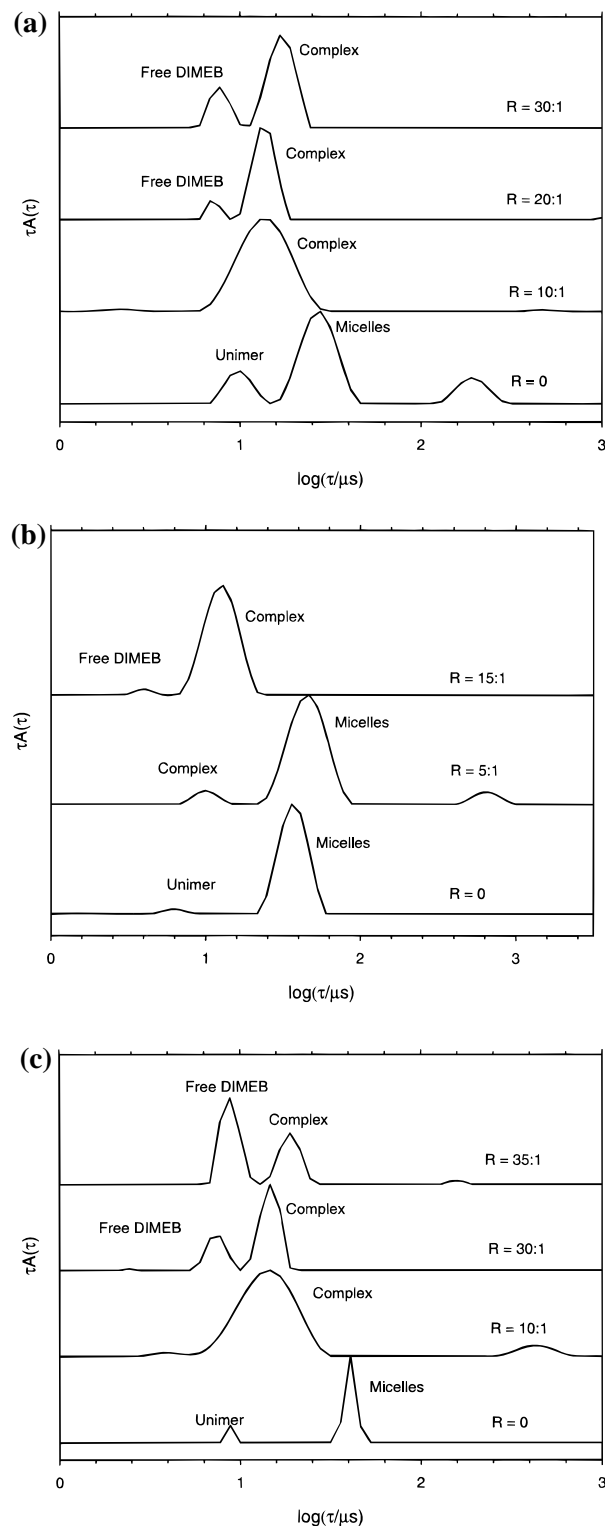 (a)
Complex
Free DIMEB
R = 30:1
Complex
Free DIMEB
R = 20:1
τA(τ)
Complex
R = 10:1
Micelles
Unimer
R = 0
0 1 2 3
log(τ/μs)
(b)
Complex
Free DIMEB
R = 15:1
τA(τ)
Micelles
Complex
R = 5:1
Micelles
Unimer
R = 0
0 1 2 3
log(τ/μs)
(c)
Free DIMEB
Complex
R = 35:1
Complex
Free DIMEB
R = 30:1
τA(τ)
Complex
R = 10:1
Micelles
Unimer
R = 0
0 1 2 3
log(τ/μs)